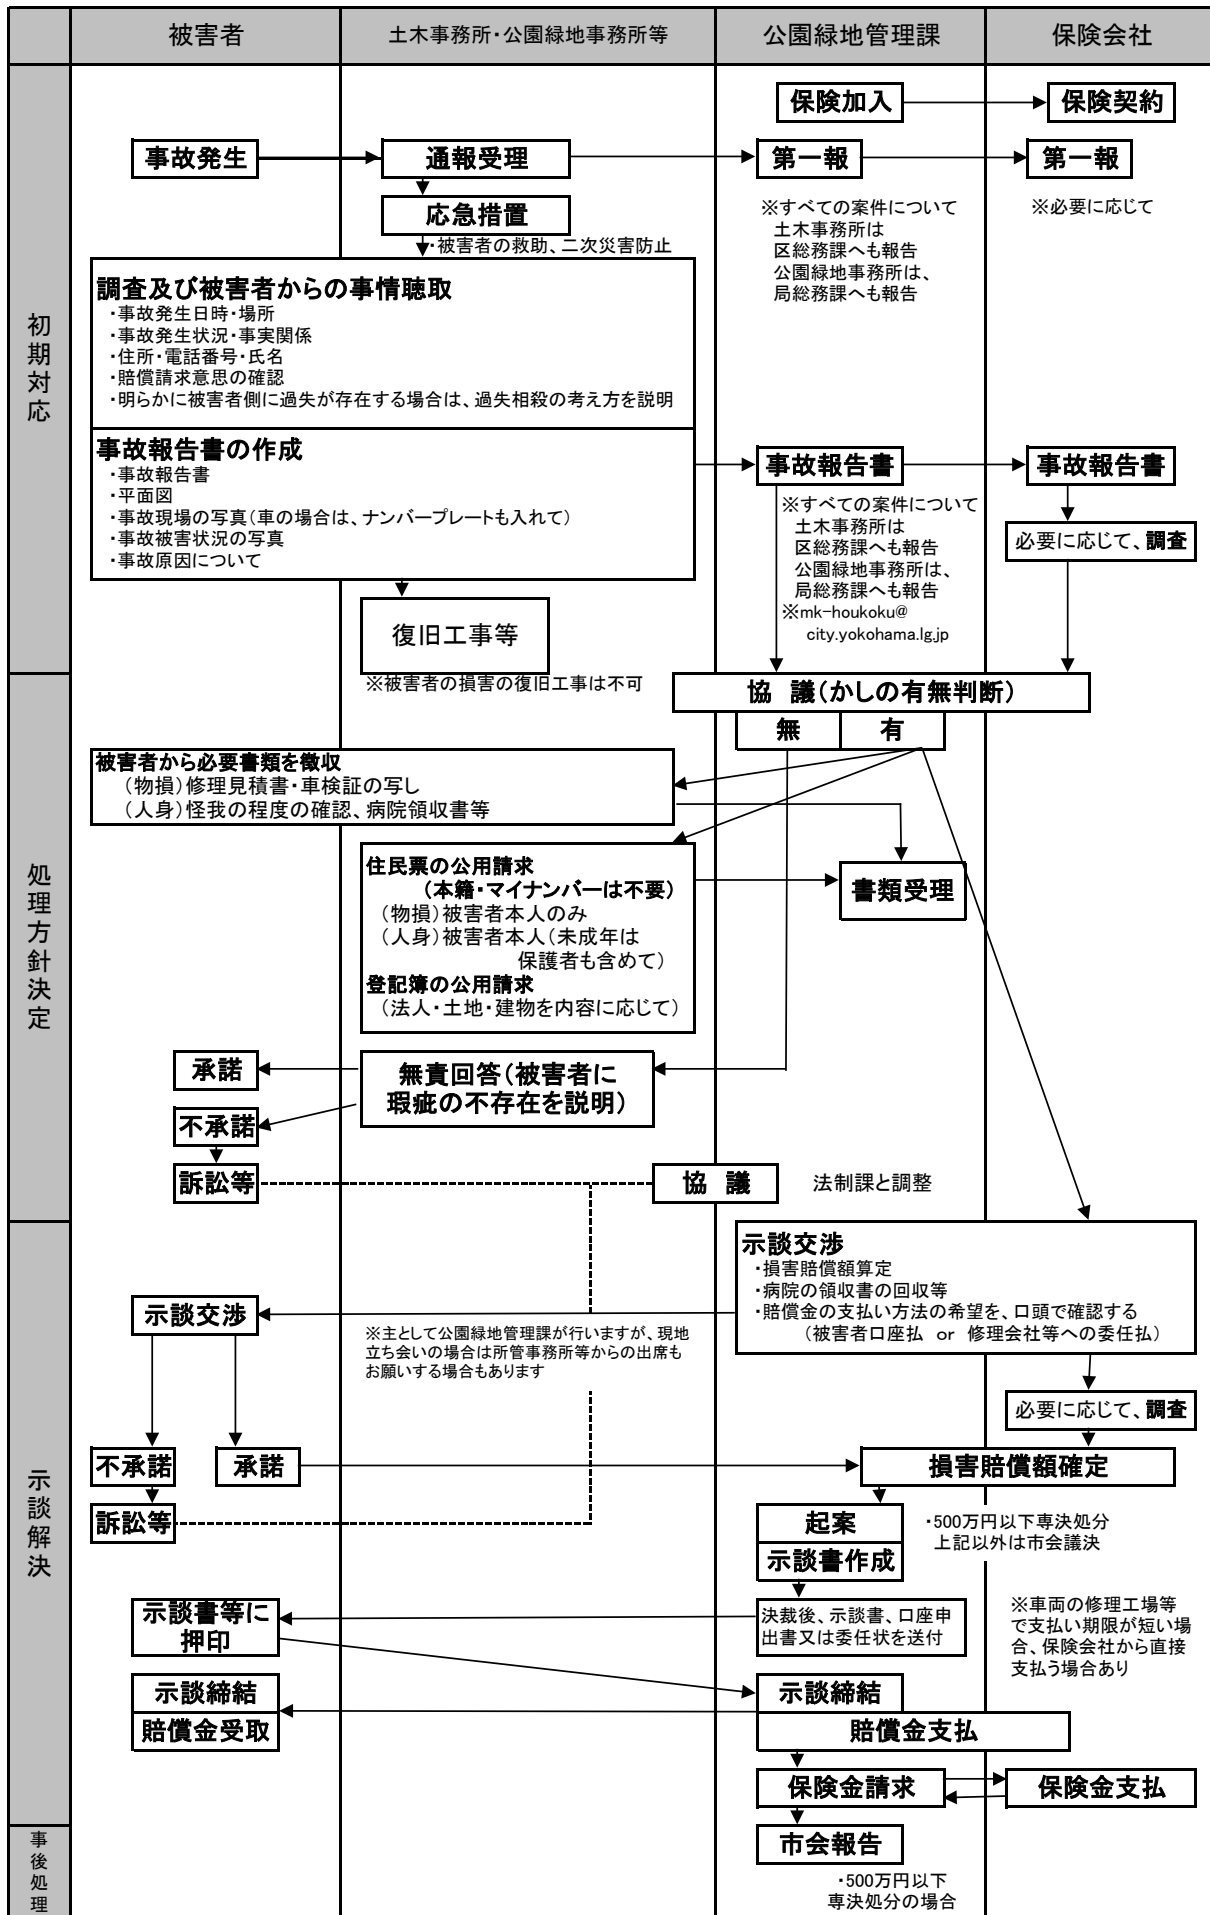 被害者
土木事務所・公園緑地事務所等
公園緑地管理課
保険会社
初期対応
保険加入
保険契約
事故発生
通報受理
第一報
第一報
応急措置
・被害者の救助、二次災害防止
※すべての案件について
土木事務所は
区総務課へも報告
公園緑地事務所は、
局総務課へも報告
※必要に応じて
調査及び被害者からの事情聴取
・事故発生日時・場所
・事故発生状況・事実関係
・住所・電話番号・氏名
・賠償請求意思の確認
・明らかに被害者側に過失が存在する場合は、過失相殺の考え方を説明
事故報告書の作成
・事故報告書
・平面図
・事故現場の写真(車の場合は、ナンバープレートも入れて)
・事故被害状況の写真
・事故原因について
事故報告書
事故報告書
※すべての案件について
土木事務所は
区総務課へも報告
公園緑地事務所は、
局総務課へも報告
※mk-houkoku@
city.yokohama.lg.jp
必要に応じて、調査
復旧工事等
※被害者の損害の復旧工事は不可
処理方針決定
協 議(かしの有無判断)
無
有
被害者から必要書類を徴収
(物損)修理見積書・車検証の写し
(人身)怪我の程度の確認、病院領収書等
住民票の公用請求
(本籍・マイナンバーは不要)
(物損)被害者本人のみ
(人身)被害者本人(未成年は
保護者も含めて)
登記簿の公用請求
(法人・土地・建物を内容に応じて)
書類受理
承諾
無責回答(被害者に
瑕疵の不存在を説明)
不承諾
訴訟等
協 議
法制課と調整
示談解決
示談交渉
・損害賠償額算定
・病院の領収書の回収等
・賠償金の支払い方法の希望を、口頭で確認する
(被害者口座払 or 修理会社等への委任払)
示談交渉
※主として公園緑地管理課が行いますが、現地
立ち会いの場合は所管事務所等からの出席も
お願いする場合もあります
必要に応じて、調査
不承諾
承諾
損害賠償額確定
訴訟等
起案
示談書作成
・500万円以下専決処分
上記以外は市会議決
示談書等に
押印
決裁後、示談書、口座申
出書又は委任状を送付
※車両の修理工場等
で支払い期限が短い場
合、保険会社から直接
支払う場合あり
示談締結
示談締結
賠償金受取
賠償金支払
保険金請求
保険金支払
事後処理
市会報告
・500万円以下
専決処分の場合